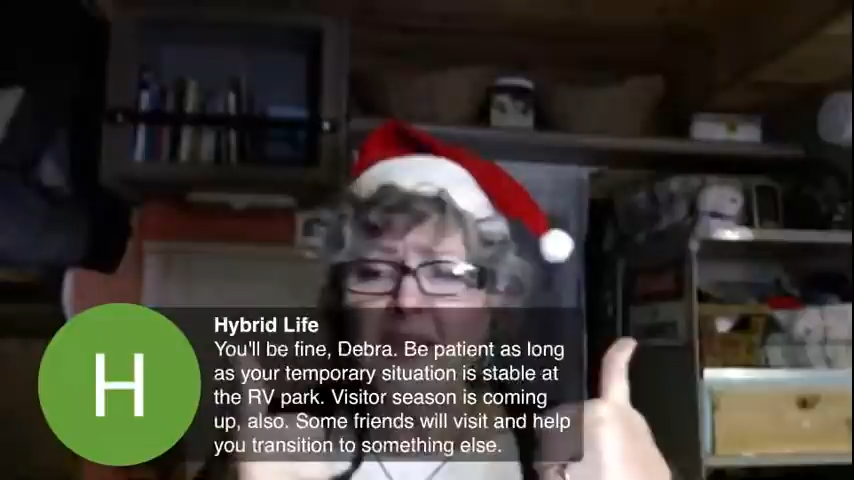 H
Hybrid Life
You'll be fine, Debra. Be patient as long
as your temporary situation is stable at
the RV park. Visitor season is coming
up, also. Some friends will visit and help
you transition to something else.